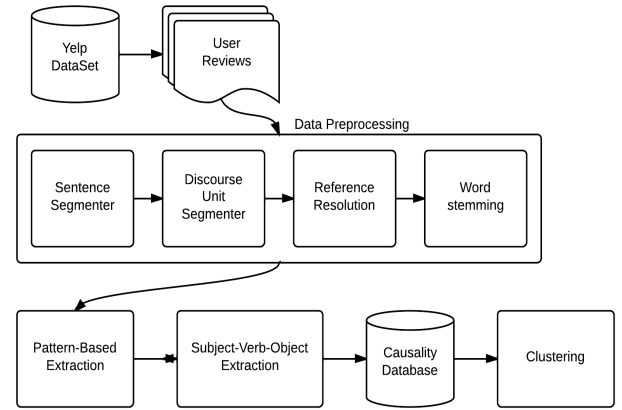 Yelp
DataSet
User
Reviews
Data Preprocessing
Sentence
Segmenter
Discourse
Unit
Segmenter
Reference
Resolution
Word
stemming
Pattern-Based
Extraction
Subject-Verb-Object
Extraction
Causality
Database
Clustering